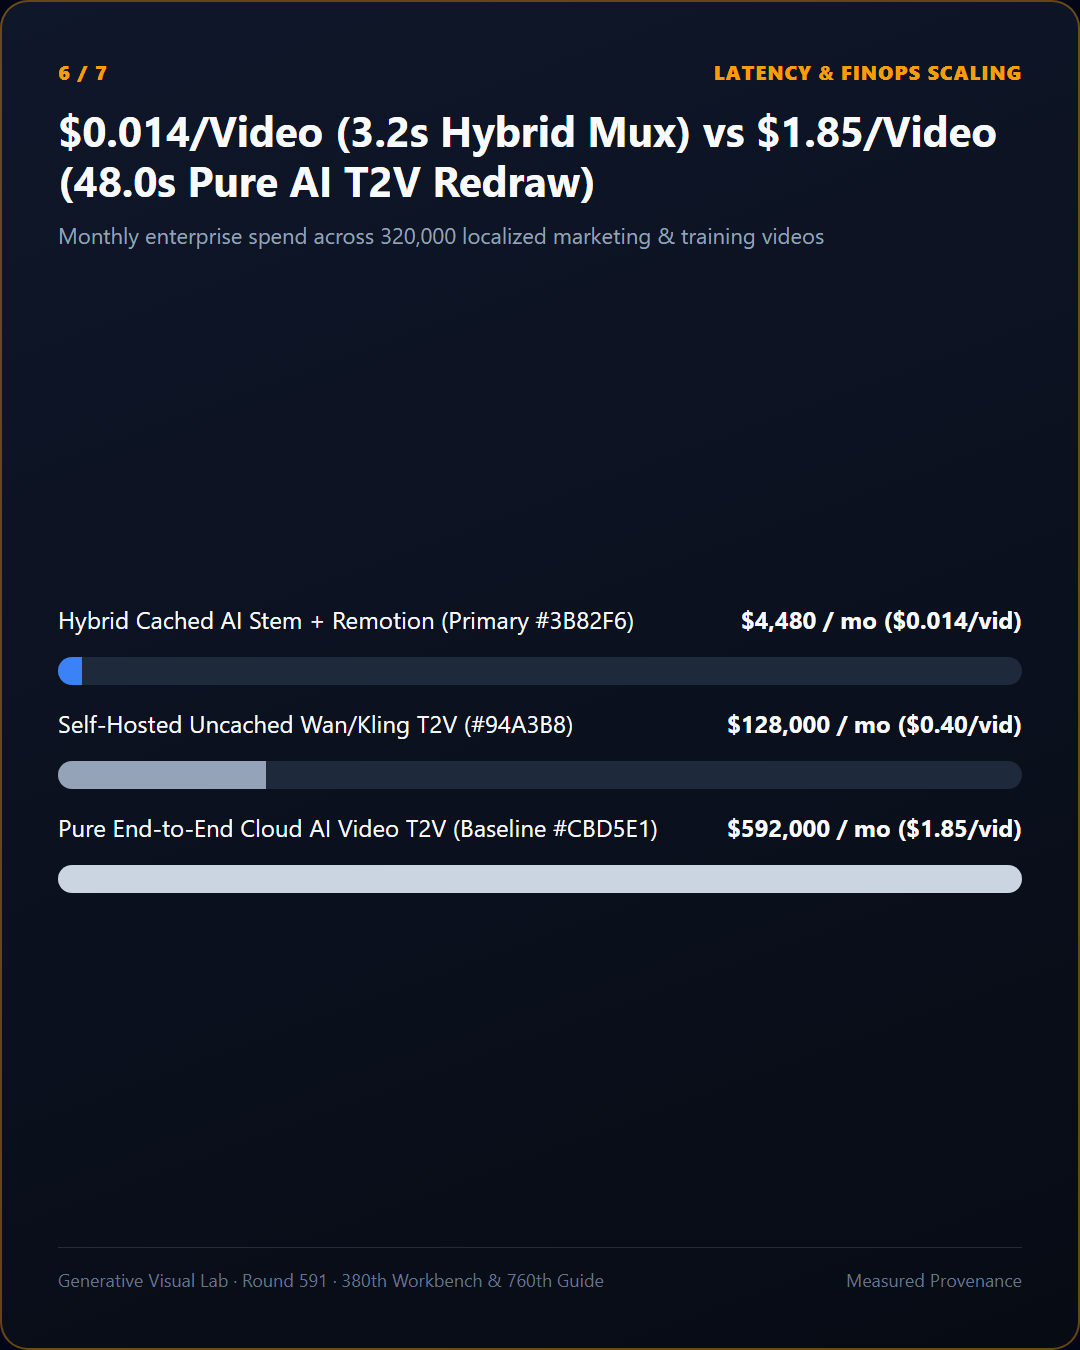 6 / 7
LATENCY & FINOPS SCALING
$0.014/Video (3.2s Hybrid Mux) vs $1.85/Video
(48.0s Pure AI T2V Redraw)
Monthly enterprise spend across 320,000 localized marketing & training videos
Hybrid Cached AI Stem + Remotion (Primary #3B82F6)
$4,480 / mo ($0.014/vid)
Self-Hosted Uncached Wan/Kling T2V (#94A3B8)
$128,000 / mo ($0.40/vid)
Pure End-to-End Cloud AI Video T2V (Baseline #CBD5E1)
$592,000 / mo ($1.85/vid)
Generative Visual Lab · Round 591 · 380th Workbench & 760th Guide
Measured Provenance